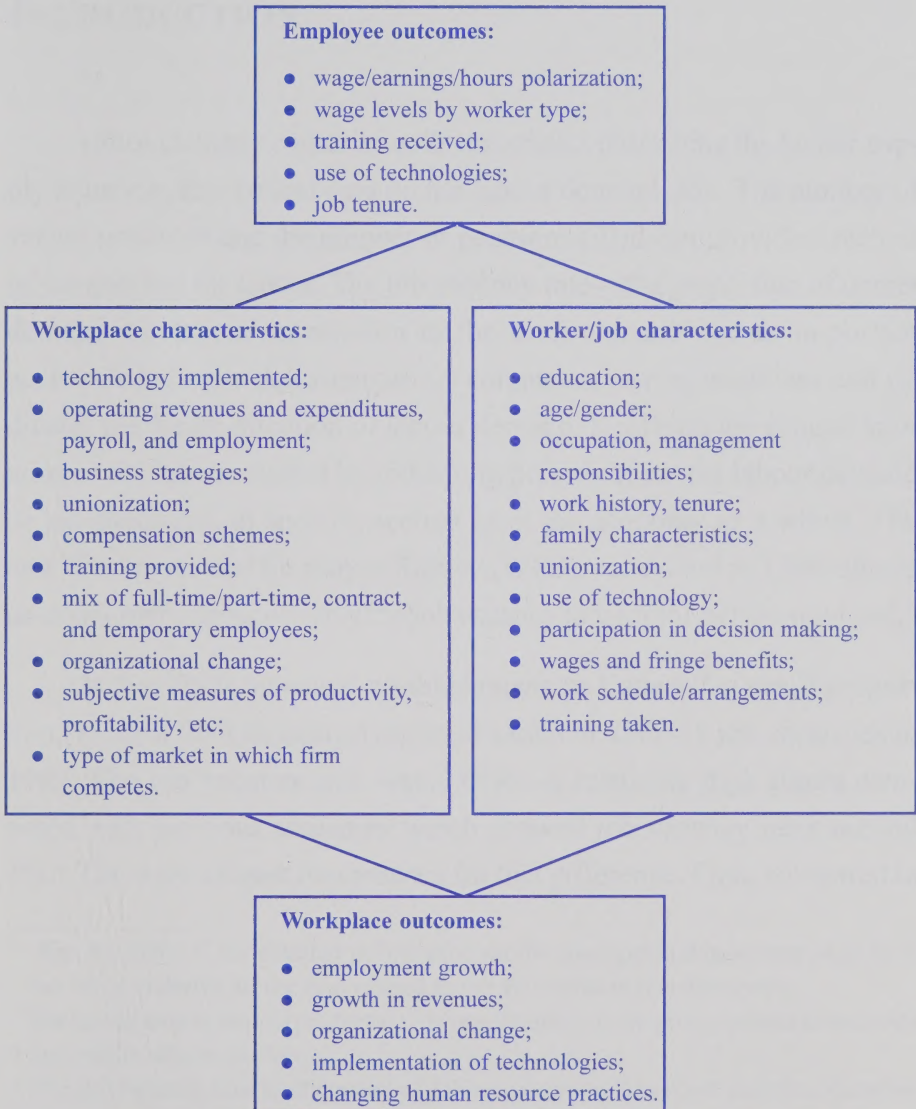 Employee outcomes:
● wage/earnings/hours polarization;
● wage levels by worker type;
● training received;
● use of technologies;
● job tenure.
Workplace characteristics:
● technology implemented;
● operating revenues and expenditures,
payroll, and employment;
● business strategies;
● unionization;
● compensation schemes;
● training provided;
● mix of full-time/part-time, contract,
and temporary employees;
● organizational change;
● subjective measures of productivity,
profitability, etc;
● type of market in which firm
competes.
Worker/job characteristics:
● education;
● age/gender;
● occupation, management
responsibilities;
● work history, tenure;
● family characteristics;
● unionization;
● use of technology;
● participation in decision making;
● wages and fringe benefits;
● work schedule/arrangements;
● training taken.
Workplace outcomes:
● employment growth;
● growth in revenues;
● organizational change;
● implementation of technologies;
● changing human resource practices.